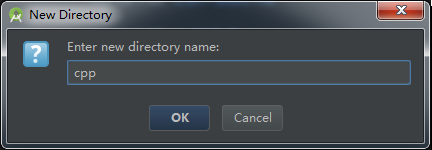 New Directory
Enter new directory name:
cpp
OK
Cancel